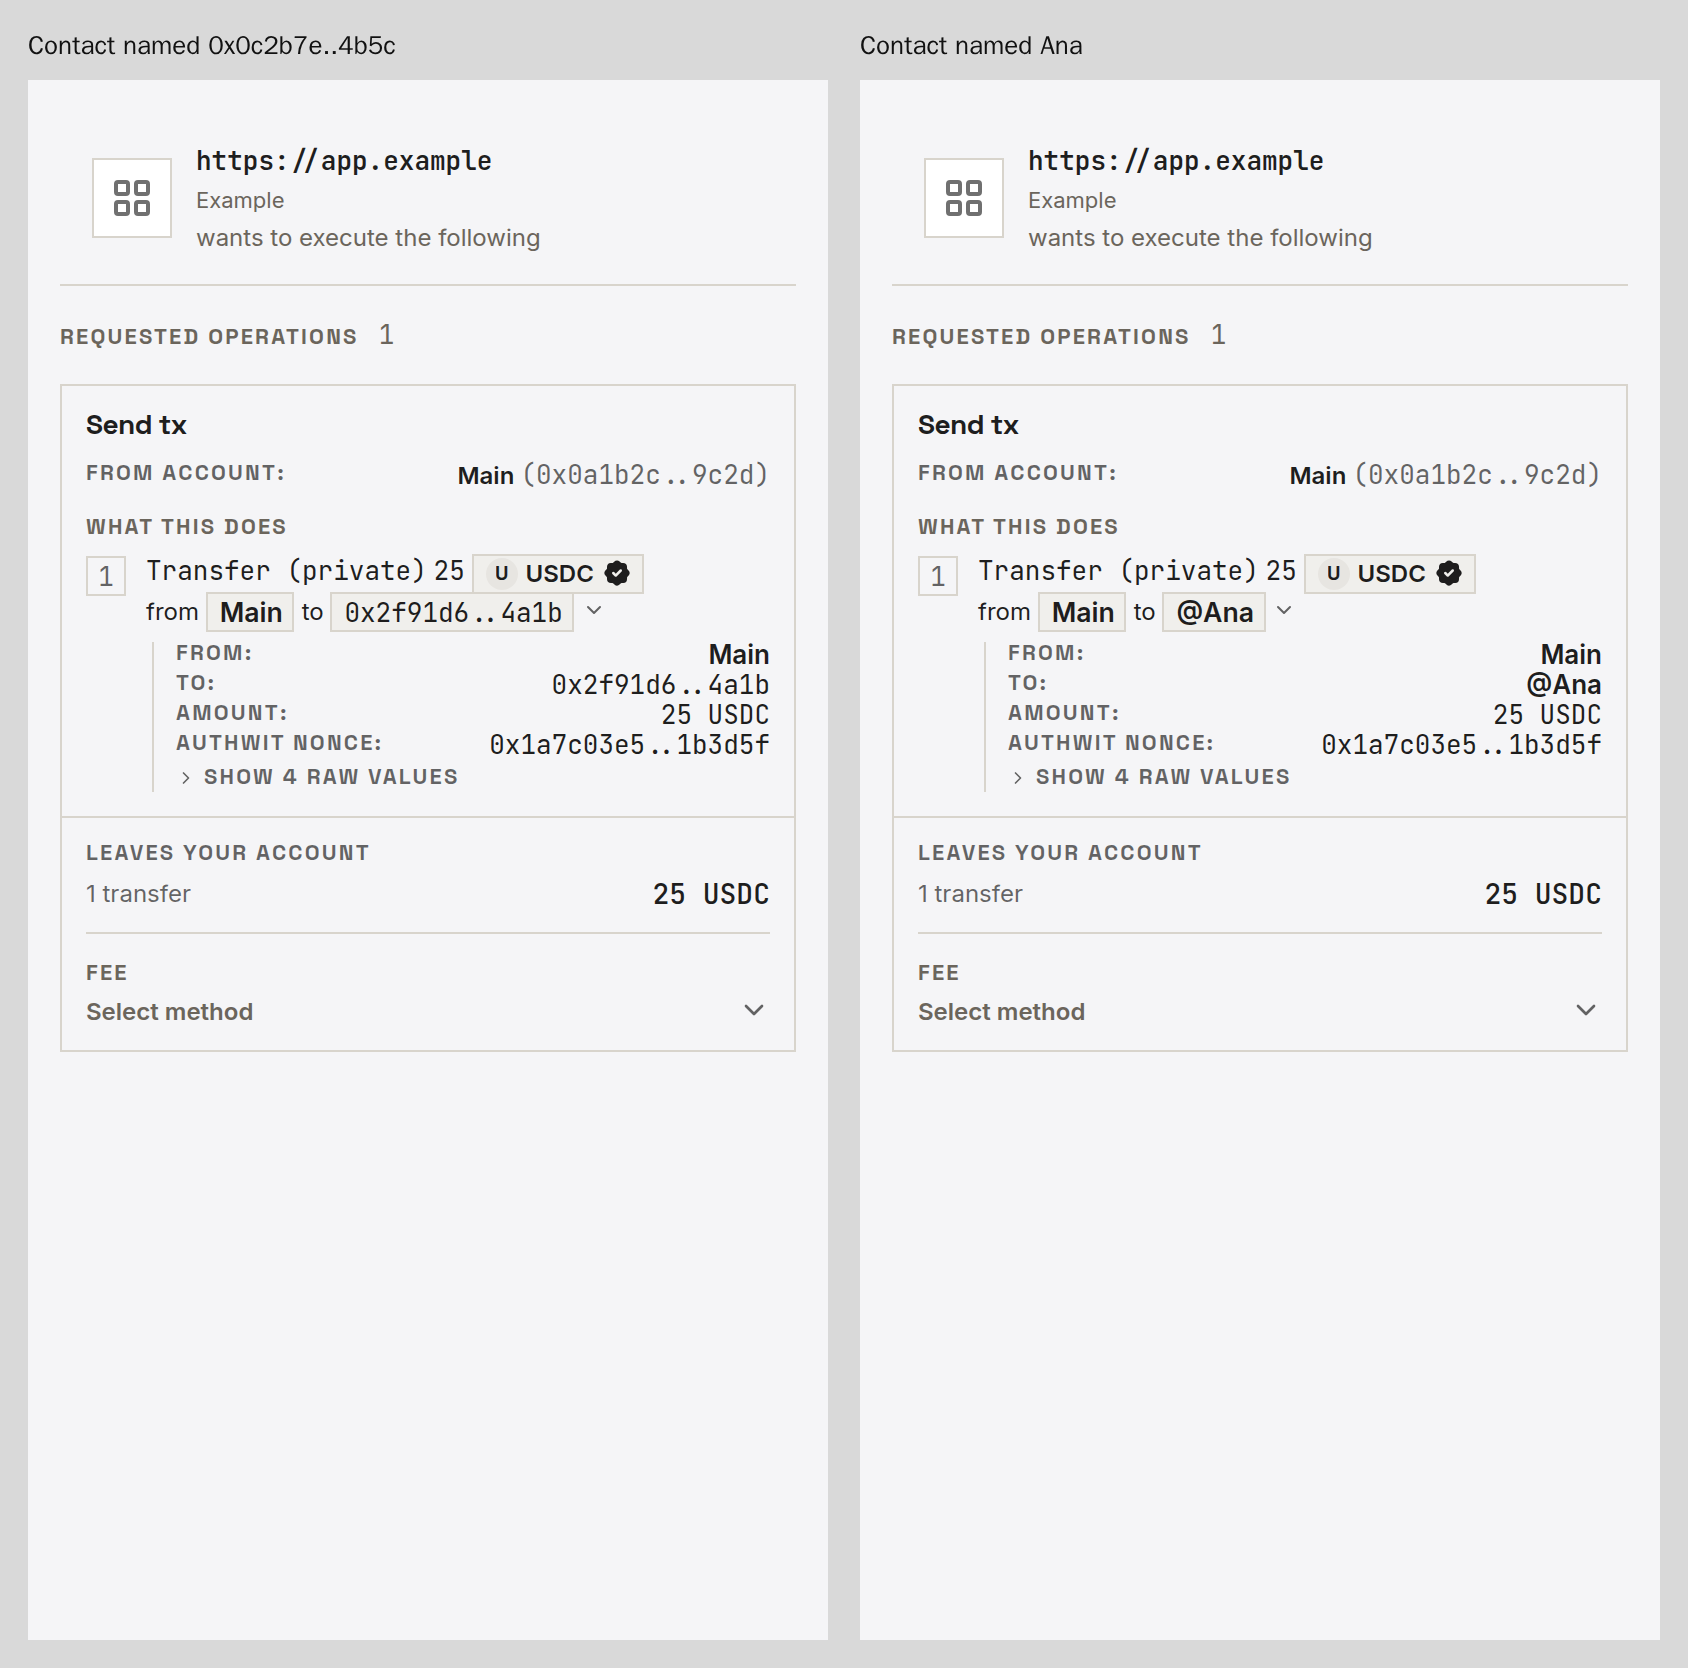 Contact named 0x0c2b7e..4b5c
https://app.example
Example
wants to execute the following
REQUESTED OPERATIONS 1
Send tx
FROM ACCOUNT: Main (0x0a1b2c..9c2d)
WHAT THIS DOES
1 Transfer (private) 25 U USDC
from Main to 0x2f91d6..4a1b
FROM: Main
TO: 0x2f91d6..4a1b
AMOUNT: 25 USDC
AUTHWIT NONCE: 0x1a7c03e5..1b3d5f
SHOW 4 RAW VALUES
LEAVES YOUR ACCOUNT
1 transfer 25 USDC
FEE
Select method
Contact named Ana
https://app.example
Example
wants to execute the following
REQUESTED OPERATIONS 1
Send tx
FROM ACCOUNT: Main (0x0a1b2c..9c2d)
WHAT THIS DOES
1 Transfer (private) 25 U USDC
from Main to @Ana
FROM: Main
TO: @Ana
AMOUNT: 25 USDC
AUTHWIT NONCE: 0x1a7c03e5..1b3d5f
SHOW 4 RAW VALUES
LEAVES YOUR ACCOUNT
1 transfer 25 USDC
FEE
Select method